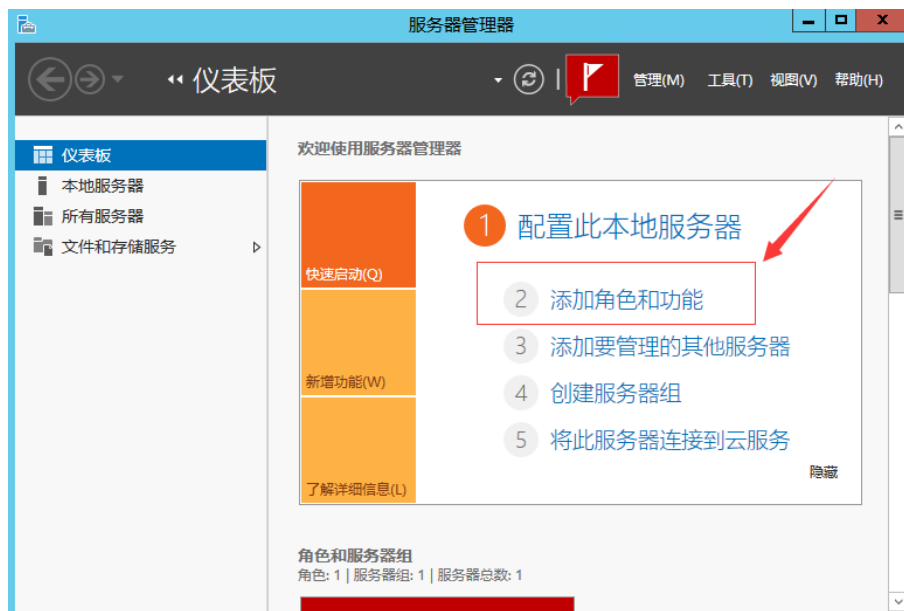 服务器管理器
仪表板
管理(M) 工具(T) 视图(V) 帮助(H)
仪表板
本地服务器
所有服务器
文件和存储服务
欢迎使用服务器管理器
快速启动(Q)
新增功能(W)
了解详细信息(L)
1 配置此本地服务器
2 添加角色和功能
3 添加要管理的其他服务器
4 创建服务器组
5 将此服务器连接到云服务
隐藏
角色和服务器组
角色: 1 | 服务器组: 1 | 服务器总数: 1